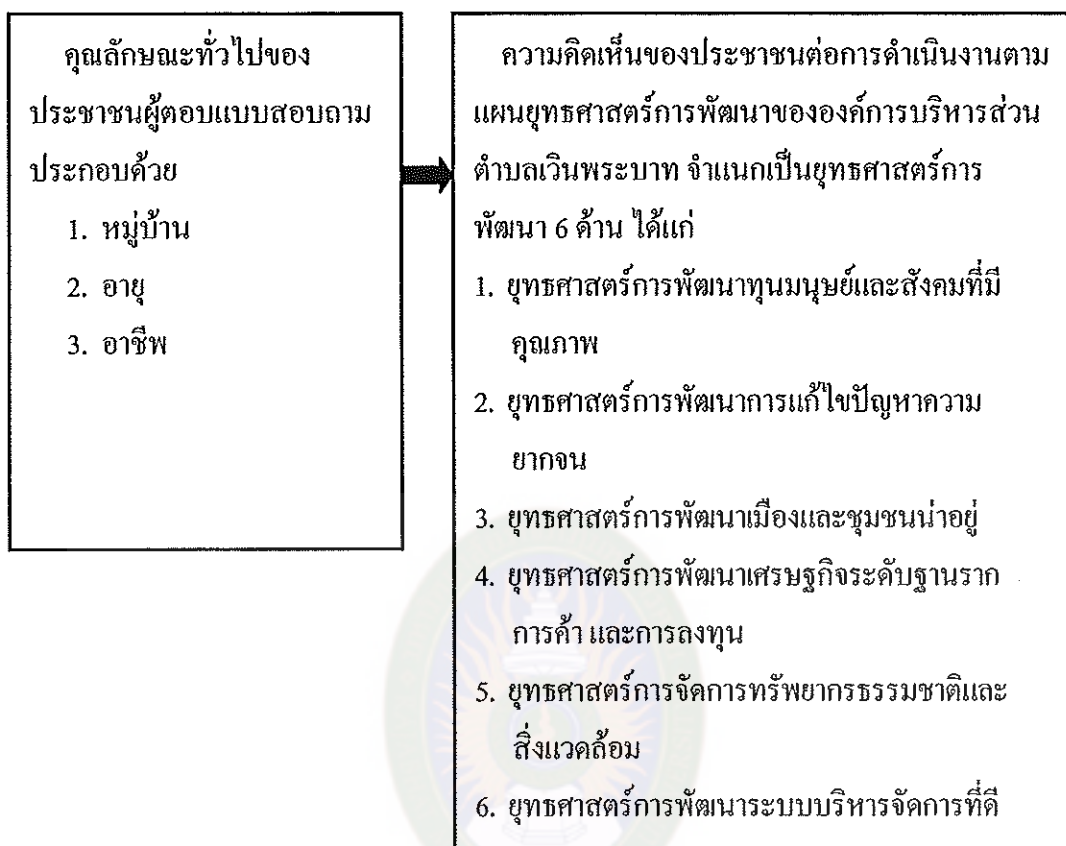 คุณลักษณะทั่วไปของ
ประชาชนผู้ตอบแบบสอบถาม
ประกอบด้วย
1. หมู่บ้าน
2. อายุ
3. อาชีพ
ความคิดเห็นของประชาชนต่อการดำเนินงานตาม
แผนยุทธศาสตร์การพัฒนาขององค์การบริหารส่วน
ตำบลเวินพระบาท จำแนกเป็นยุทธศาสตร์การ
พัฒนา 6 ด้าน ได้แก่
1. ยุทธศาสตร์การพัฒนาทุนมนุษย์และสังคมที่มี
คุณภาพ
2. ยุทธศาสตร์การพัฒนาการแก้ไขปัญหาความ
ยากจน
3. ยุทธศาสตร์การพัฒนาเมืองและชุมชนน่าอยู่
4. ยุทธศาสตร์การพัฒนาเศรษฐกิจระดับฐานราก
การค้า และการลงทุน
5. ยุทธศาสตร์การจัดการทรัพยากรธรรมชาติและ
สิ่งแวดล้อม
6. ยุทธศาสตร์การพัฒนาระบบบริหารจัดการที่ดี